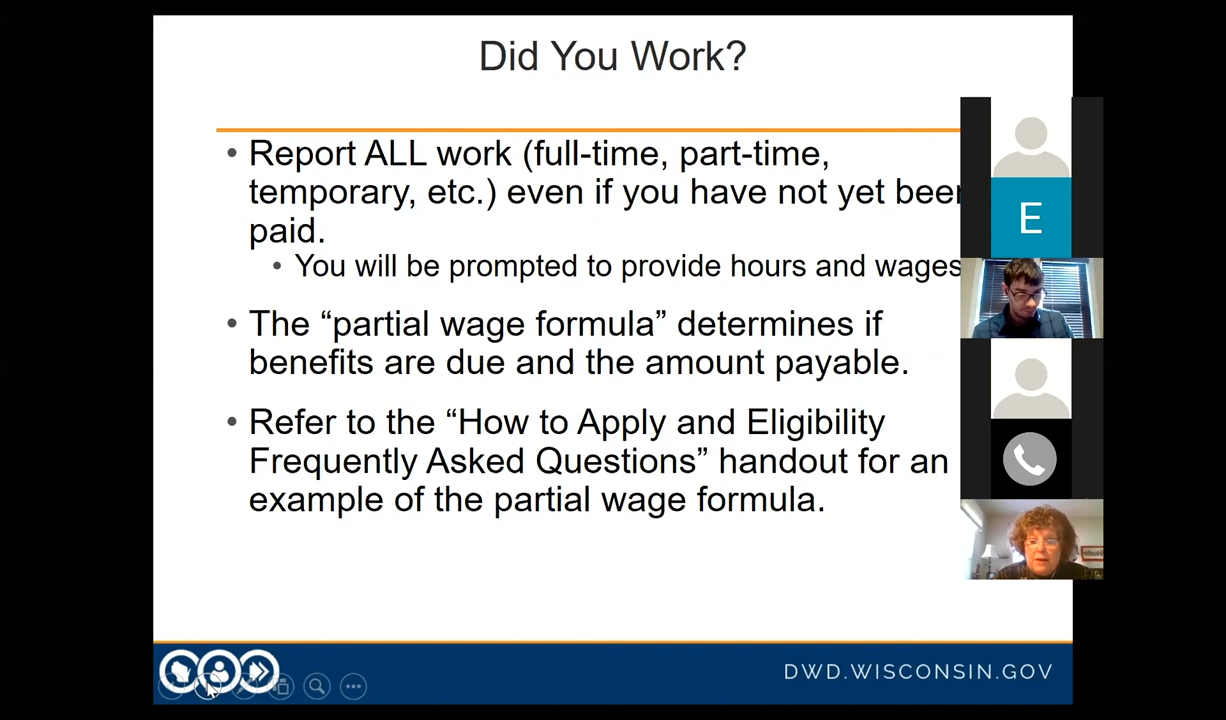 Did You Work?
• Report ALL work (full-time, part-time,
temporary, etc.) even if you have not yet been
paid.
• You will be prompted to provide hours and wages
• The “partial wage formula” determines if
benefits are due and the amount payable.
• Refer to the “How to Apply and Eligibility
Frequently Asked Questions” handout for an
example of the partial wage formula.
E
DWD.WISCONSIN.GOV